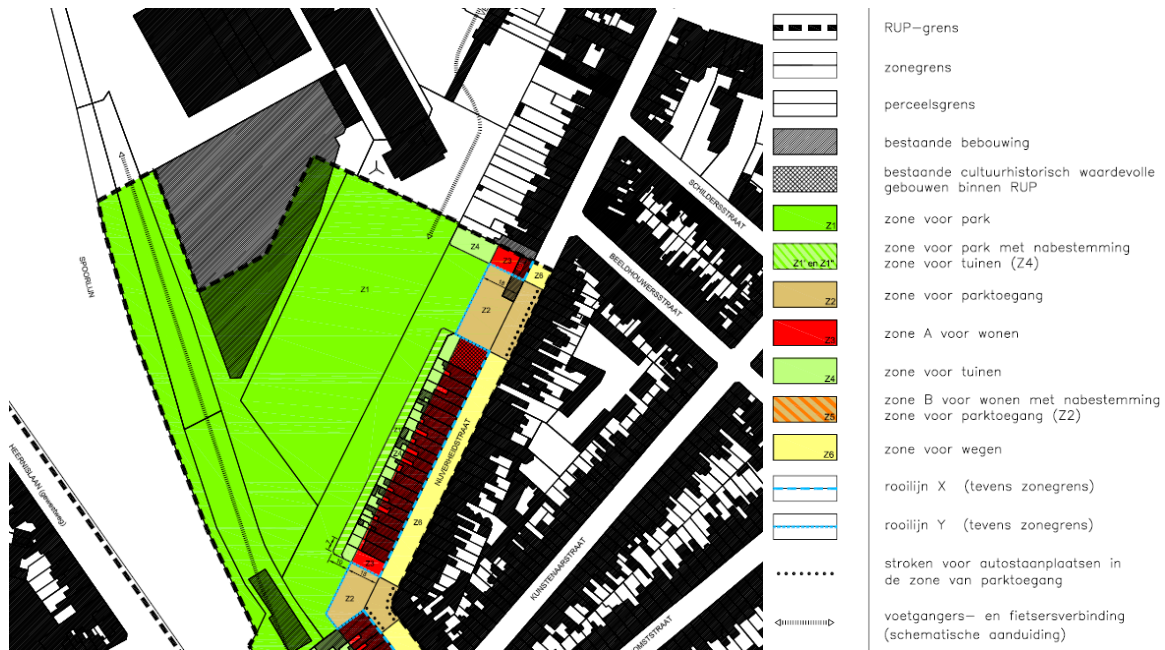 RUP-grens
zonegrens
perceelsgrens
bestaande bebouwing
bestaande cultuurhistorisch waardevolle
gebouwen binnen RUP
Z1
zone voor park
Z1' en Z1"
zone voor park met nabestemming
zone voor tuinen (Z4)
Z2
zone voor parktoegang
Z3
zone A voor wonen
Z4
zone voor tuinen
Z5
zone B voor wonen met nabestemming
zone voor parktoegang (Z2)
Z6
zone voor wegen
rooilijn X (tevens zonegrens)
rooilijn Y (tevens zonegrens)
stroken voor autostaanplaatsen in
de zone van parktoegang
voetgangers- en fietsersverbinding
(schematische aanduiding)
SCHILDERSSTRAAT
BEELDHOUWERSSTRAAT
SPOORLIJN
Z4
Z3
Z6
Z1
Z2
NIJVERHEIDSTRAAT
HEERNISLAAN (gewestweg)
Z6
KUNSTENAARSTRAAT
Z3
Z2